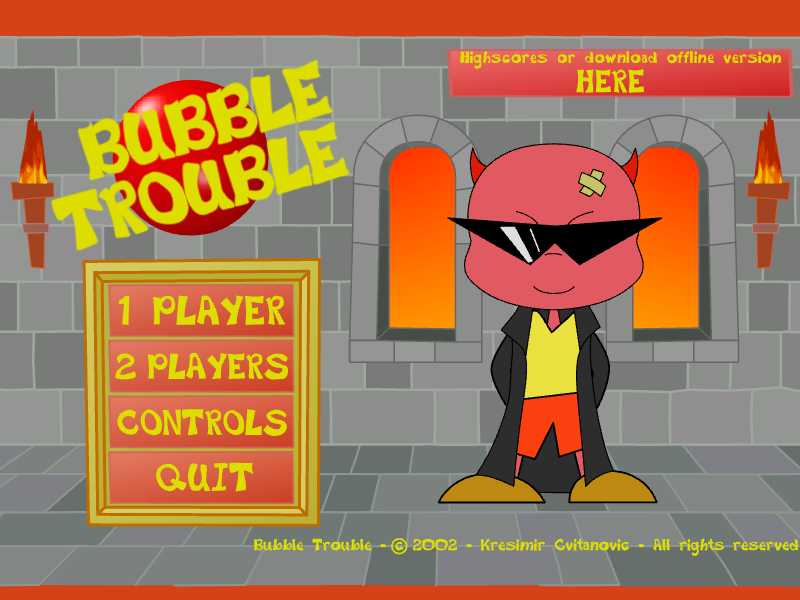 Highscores or download offline version
HERE
BUBBLE
TROUBLE
1 PLAYER
2 PLAYERS
CONTROLS
QUIT
Bubble Trouble - © 2002 - Kresimir Cvitanovic - All rights reserved